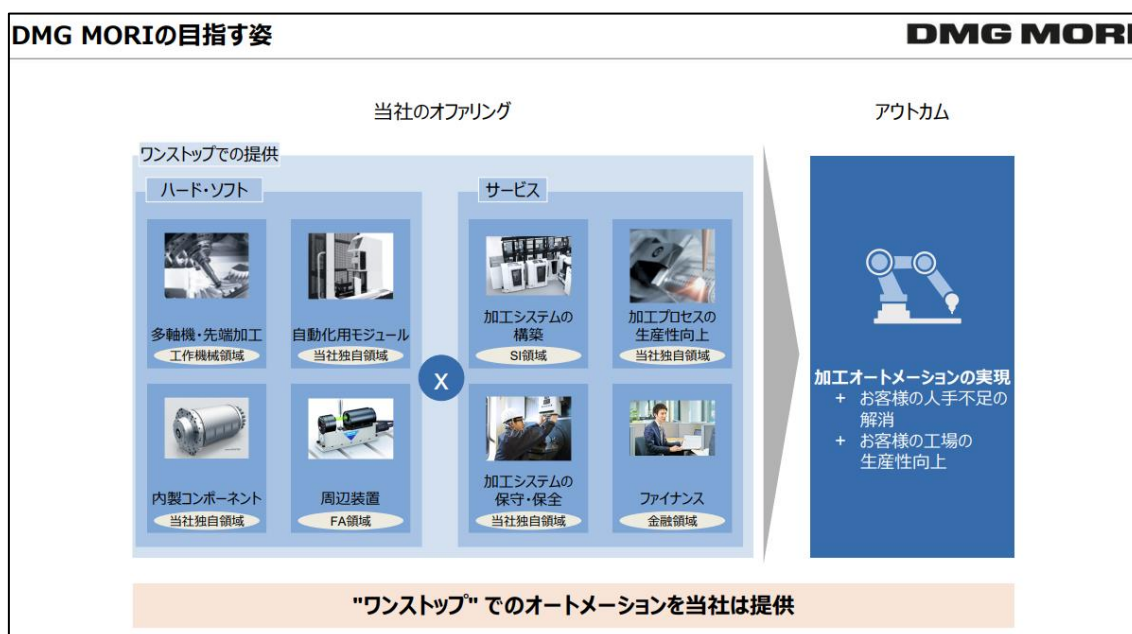 DMG MORIの目指す姿
DMG MORI
当社のオファリング
アウトカム
ワンストップでの提供
ハード・ソフト
多軸機・先端加工
工作機械領域
自動化用モジュール
当社独自領域
内製コンポーネント
当社独自領域
周辺装置
FA領域
X
サービス
加工システムの
構築
SI領域
加工プロセスの
生産性向上
当社独自領域
加工システムの
保守・保全
当社独自領域
ファイナンス
金融領域
加工オートメーションの実現
+ お客様の人手不足の
解消
+ お客様の工場の
生産性向上
"ワンストップ" でのオートメーションを当社は提供